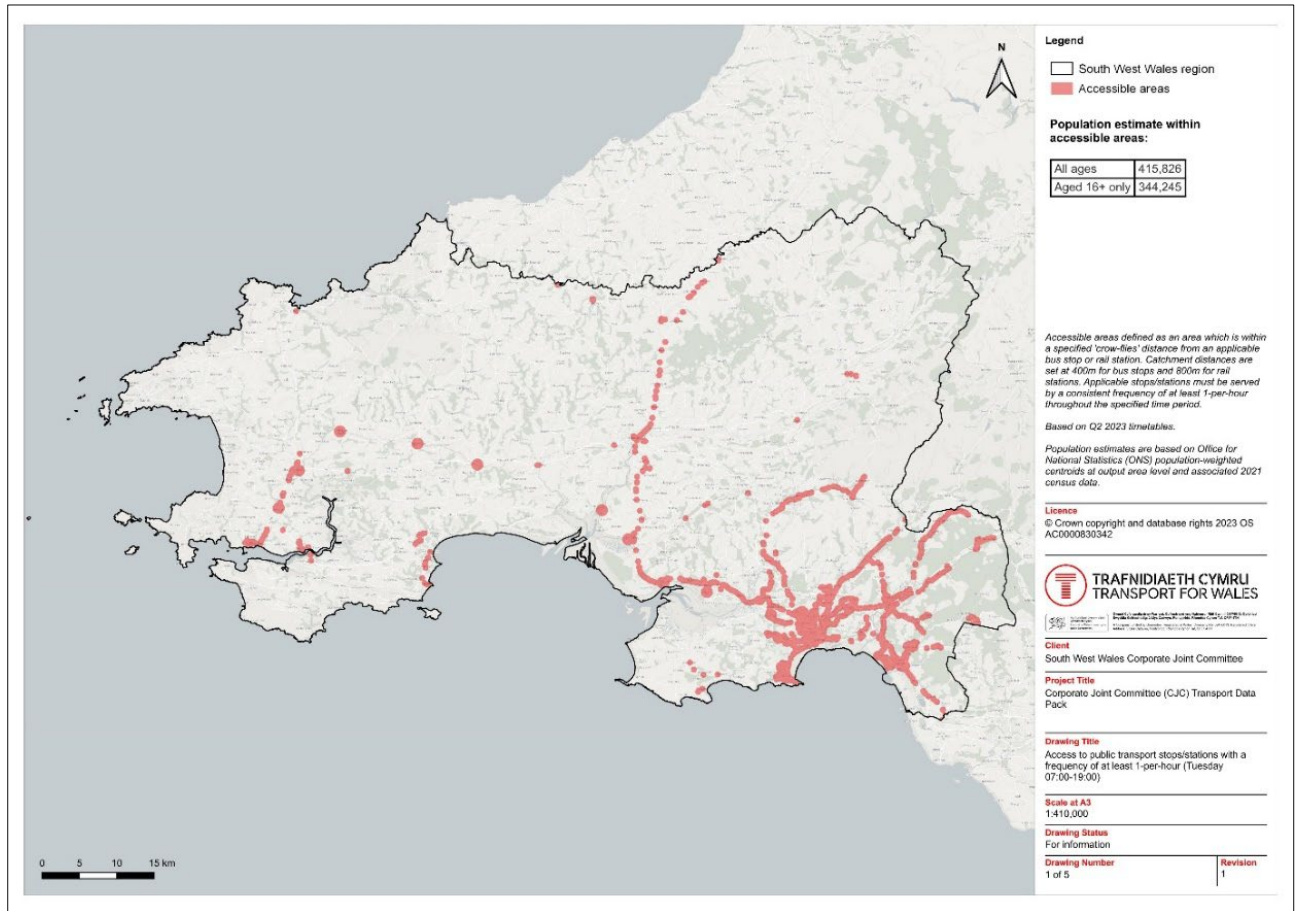 N
Legend
South West Wales region
Accessible areas
Population estimate within
accessible areas:
All ages 415,826
Aged 16+ only 344,245
Accessible areas defined as an area which is within
a specified 'crow-flies' distance from an applicable
bus stop or rail station. Catchment distances are
set at 400m for bus stops and 800m for rail
stations. Applicable stops/stations must be served
by a consistent frequency of at least 1-per-hour
throughout the specified time period.
Based on Q2 2023 timetables.
Population estimates are based on Office for
National Statistics (ONS) population-weighted
centroids at output area level and associated 2021
census data.
Licence
© Crown copyright and database rights 2023 OS
AC0000830342
TRAFNIDIAETH CYMRU
TRANSPORT FOR WALES
Client
South West Wales Corporate Joint Committee
Project Title
Corporate Joint Committee (CJC) Transport Data
Pack
Drawing Title
Access to public transport stops/stations with a
frequency of at least 1-per-hour (Tuesday
07:00-19:00)
Scale at A3
1:410,000
Drawing Status
For information
Drawing Number Revision
1 of 5 1
0 5 10 15 km